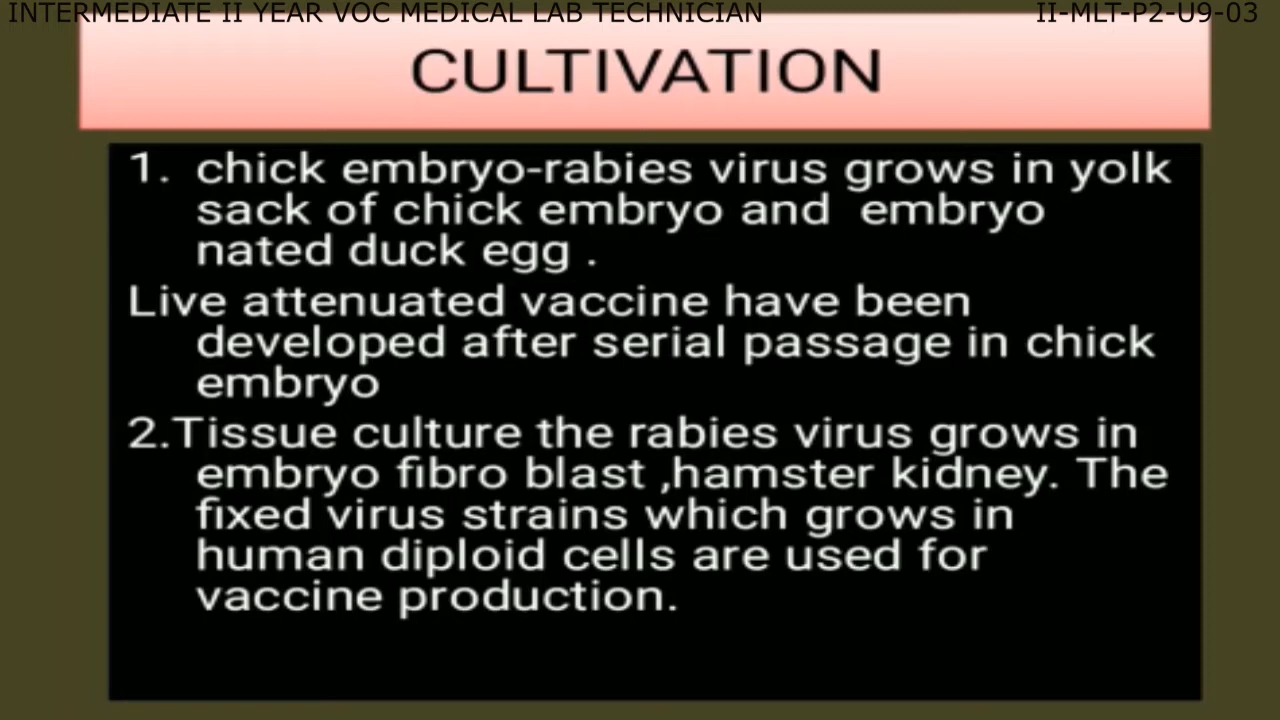 INTERMEDIATE II YEAR VOC MEDICAL LAB TECHNICIAN II-MLT-P2-U9-03
CULTIVATION
1. chick embryo-rabies virus grows in yolk
sack of chick embryo and embryo
nated duck egg .
Live attenuated vaccine have been
developed after serial passage in chick
embryo
2.Tissue culture the rabies virus grows in
embryo fibro blast ,hamster kidney. The
fixed virus strains which grows in
human diploid cells are used for
vaccine production.